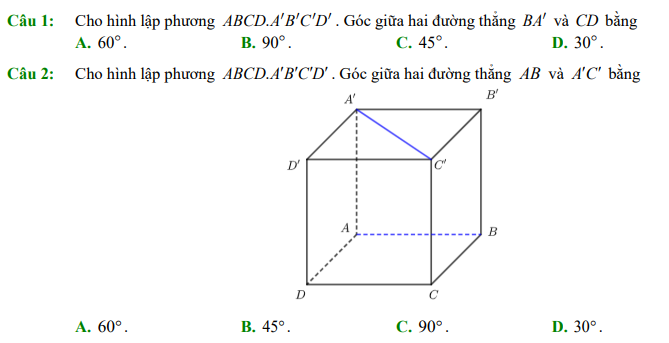 Câu 1: Cho hình lập phương ABCD.A'B'C'D'. Góc giữa hai đường thẳng BA' và CD bằng
A. 60°. B. 90°. C. 45°. D. 30°.
Câu 2: Cho hình lập phương ABCD.A'B'C'D'. Góc giữa hai đường thẳng AB và A'C' bằng
A' B'
D' C'
A B
D C
A. 60°. B. 45°. C. 90°. D. 30°.